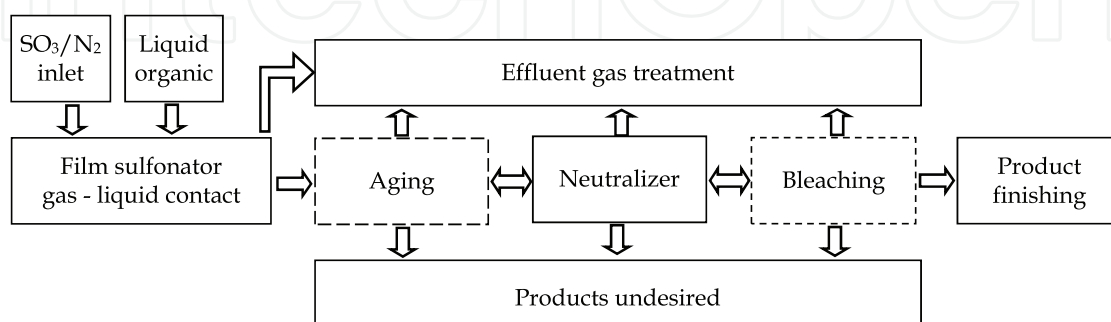 SO₃/N₂
inlet
Liquid
organic
Effluent gas treatment
Film sulfonator
gas - liquid contact
Aging
Neutralizer
Bleaching
Product
finishing
Products undesired